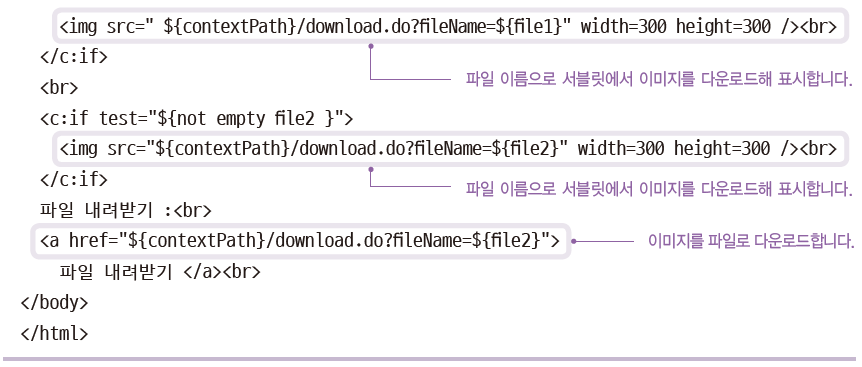 <img src=" ${contextPath}/download.do?fileName=${file1}" width=300 height=300 /><br>
</c:if>
파일 이름으로 서블릿에서 이미지를 다운로드해 표시합니다.
<br>
<c:if test="${not empty file2 }">
<img src="${contextPath}/download.do?fileName=${file2}" width=300 height=300 /><br>
</c:if>
파일 이름으로 서블릿에서 이미지를 다운로드해 표시합니다.
파일 내려받기 :<br>
<a href="${contextPath}/download.do?fileName=${file2}"> 이미지를 파일로 다운로드합니다.
파일 내려받기 </a><br>
</body>
</html>